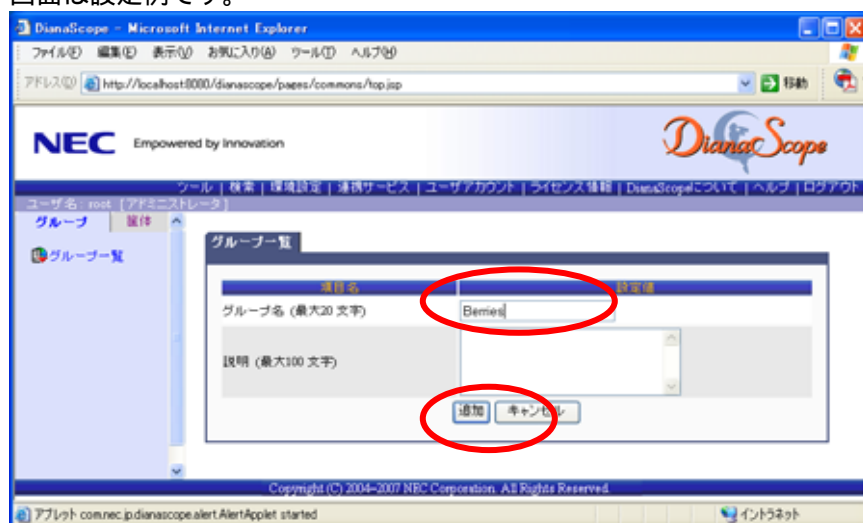 画面は設定例です。
DianaScope - Microsoft Internet Explorer
ファイル(F) 編集(E) 表示(V) お気に入り(A) ツール(T) ヘルプ(H)
アドレス(D) http://localhost:8080/dianascope/pages/commons/top.jsp 移動
NEC Empowered by Innovation DianaScope
ツール | 検索 | 環境設定 | 連携サービス | ユーザアカウント | ライセンス情報 | DianaScopeについて | ヘルプ | ログアウト
ユーザ名: root [アドミニストレータ]
グループ 筐体
グループ一覧
グループ一覧
項目名 設定値
グループ名 (最大20 文字) Berries
説明 (最大100 文字)
追加 キャンセル
Copyright (C) 2004-2007 NEC Corporation. All Rights Reserved.
アプレット com.nec.jp.dianascope.alert.AlertApplet started イントラネット